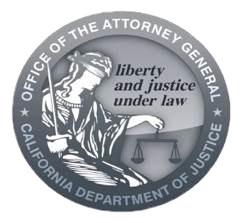 OFFICE OF THE ATTORNEY GENERAL
liberty
and justice
under law
★ CALIFORNIA DEPARTMENT OF JUSTICE ★